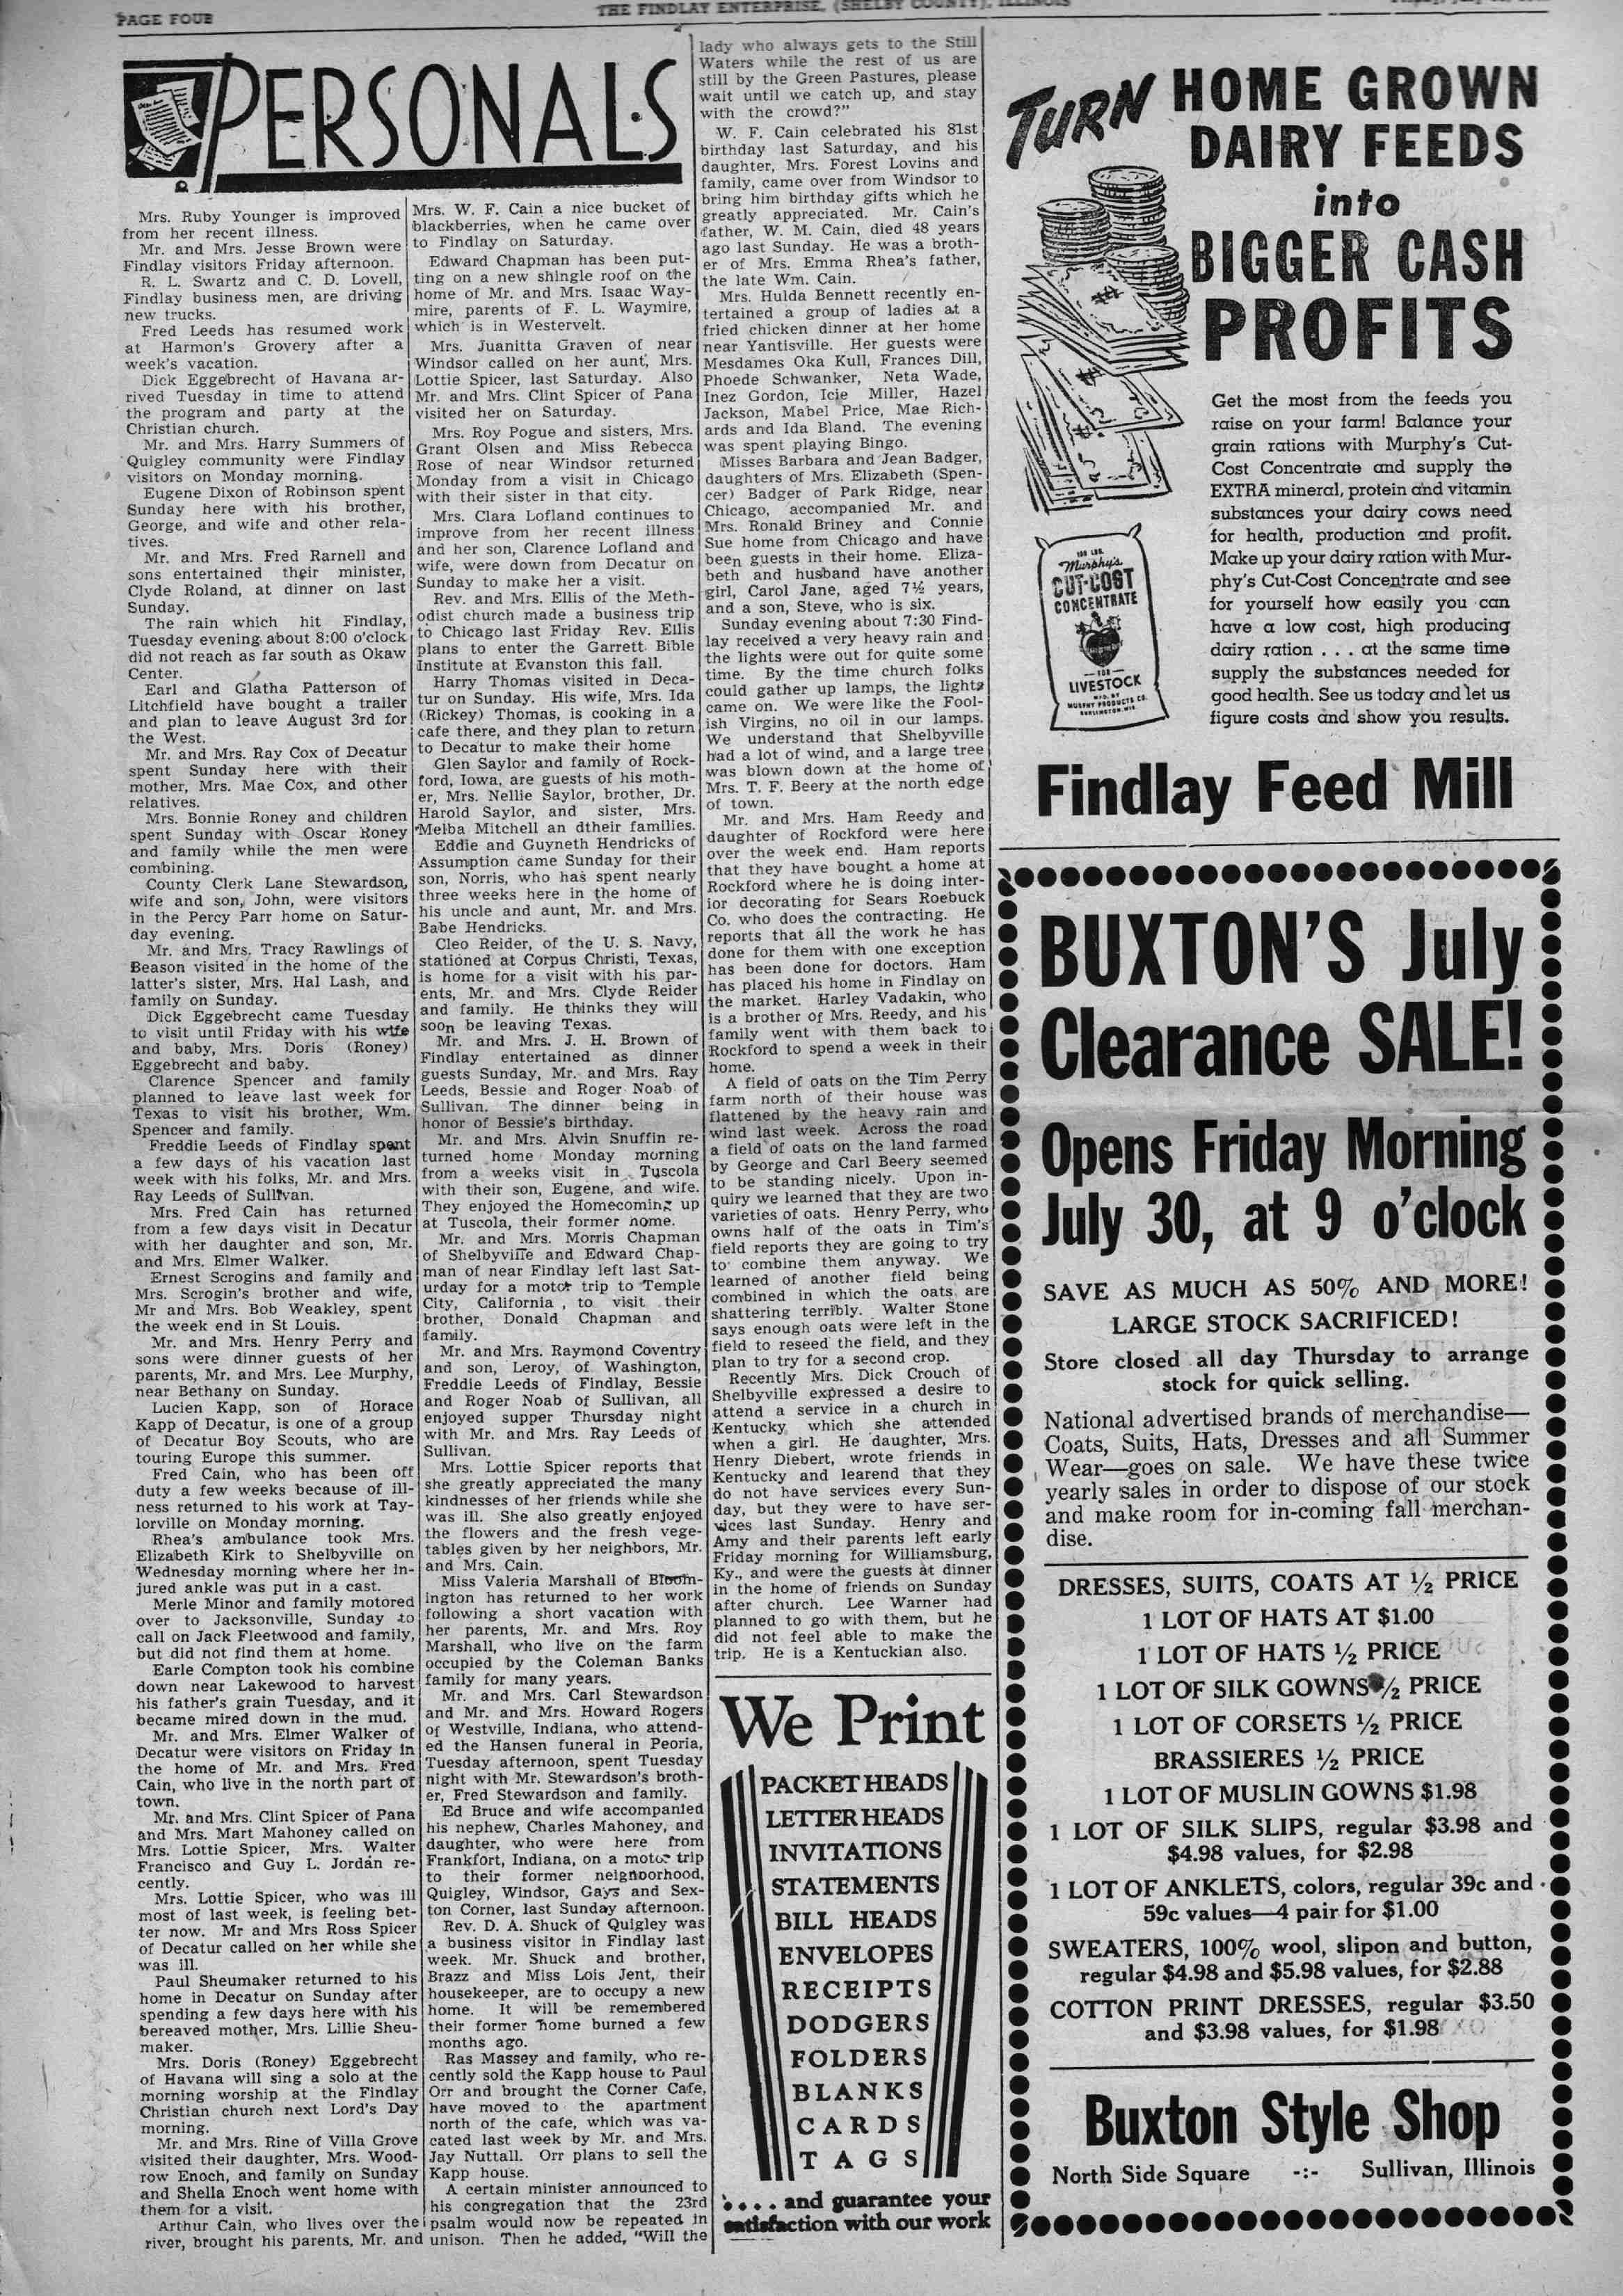 PAGE FOUR
THE FINDLAY ENTERPRISE, (SHELBY COUNTY), ILLINOIS
PERSONALS
Mrs. Ruby Younger is improved
from her recent illness.
Mr. and Mrs. Jesse Brown were
Findlay visitors Friday afternoon.
R. L. Swartz and C. D. Lovell,
Findlay business men, are driving
new trucks.
Fred Leeds has resumed work
at Harmon's Grovery after a
week's vacation.
Dick Eggebrecht of Havana ar-
rived Tuesday in time to attend
the program and party at the
Christian church.
Mr. and Mrs. Harry Summers of
Quigley community were Findlay
visitors on Monday morning.
Eugene Dixon of Robinson spent
Sunday here with his brother,
George, and wife and other rela-
tives.
Mr. and Mrs. Fred Rarnell and
sons entertained their minister,
Clyde Roland, at dinner on last
Sunday.
The rain which hit Findlay,
Tuesday evening about 8:00 o'clock
did not reach as far south as Okaw
Center.
Earl and Glatha Patterson of
Litchfield have bought a trailer
and plan to leave August 3rd for
the West.
Mr. and Mrs. Ray Cox of Decatur
spent Sunday here with their
mother, Mrs. Mae Cox, and other
relatives.
Mrs. Bonnie Roney and children
spent Sunday with Oscar Roney
and family while the men were
combining.
County Clerk Lane Stewardson,
wife and son, John, were visitors
in the Percy Parr home on Satur-
day evening.
Mr. and Mrs. Tracy Rawlings of
Beason visited in the home of the
latter's sister, Mrs. Hal Lash, and
family on Sunday.
Dick Eggebrecht came Tuesday
to visit until Friday with his wife
and baby, Mrs. Doris (Roney)
Eggebrecht and baby.
Clarence Spencer and family
planned to leave last week for
Texas to visit his brother, Wm.
Spencer and family.
Freddie Leeds of Findlay spent
a few days of his vacation last
week with his folks, Mr. and Mrs.
Ray Leeds of Sullivan.
Mrs. Fred Cain has returned
from a few days visit in Decatur
with her daughter and son, Mr.
and Mrs. Elmer Walker.
Ernest Scrogins and family and
Mrs. Scrogin's brother and wife,
Mr and Mrs. Bob Weakley, spent
the week end in St Louis.
Mr. and Mrs. Henry Perry and
sons were dinner guests of her
parents, Mr. and Mrs. Lee Murphy,
near Bethany on Sunday.
Lucien Kapp, son of Horace
Kapp of Decatur, is one of a group
of Decatur Boy Scouts, who are
touring Europe this summer.
Fred Cain, who has been off
duty a few weeks because of ill-
ness returned to his work at Tay-
lorville on Monday morning.
Rhea's ambulance took Mrs.
Elizabeth Kirk to Shelbyville on
Wednesday morning where her in-
jured ankle was put in a cast.
Merle Minor and family motored
over to Jacksonville, Sunday to
call on Jack Fleetwood and family,
but did not find them at home.
Earle Compton took his combine
down near Lakewood to harvest
his father's grain Tuesday, and it
became mired down in the mud.
Mr. and Mrs. Elmer Walker of
Decatur were visitors on Friday in
the home of Mr. and Mrs. Fred
Cain, who live in the north part of
town.
Mr. and Mrs. Clint Spicer of Pana
and Mrs. Mart Mahoney called on
Mrs. Lottie Spicer, Mrs. Walter
Francisco and Guy L. Jordan re-
cently.
Mrs. Lottie Spicer, who was ill
most of last week, is feeling bet-
ter now. Mr and Mrs Ross Spicer
of Decatur called on her while she
was ill.
Paul Sheumaker returned to his
home in Decatur on Sunday after
spending a few days here with his
bereaved mother, Mrs. Lillie Sheu-
maker.
Mrs. Doris (Roney) Eggebrecht
of Havana will sing a solo at the
morning worship at the Findlay
Christian church next Lord's Day
morning.
Mr. and Mrs. Rine of Villa Grove
visited their daughter, Mrs. Wood-
row Enoch, and family on Sunday
and Shella Enoch went home with
them for a visit.
Arthur Cain, who lives over the
river, brought his parents, Mr. and
Mrs. W. F. Cain a nice bucket of
blackberries, when he came over
to Findlay on Saturday.
Edward Chapman has been put-
ting on a new shingle roof on the
home of Mr. and Mrs. Isaac Way-
mire, parents of F. L. Waymire,
which is in Westervelt.
Mrs. Juanitta Graven of near
Windsor called on her aunt, Mrs.
Lottie Spicer, last Saturday. Also
Mr. and Mrs. Clint Spicer of Pana
visited her on Saturday.
Mrs. Roy Pogue and sisters, Mrs.
Grant Olsen and Miss Rebecca
Rose of near Windsor returned
Monday from a visit in Chicago
with their sister in that city.
Mrs. Clara Lofland continues to
improve from her recent illness
and her son, Clarence Lofland and
wife, were down from Decatur on
Sunday to make her a visit.
Rev. and Mrs. Ellis of the Meth-
odist church made a business trip
to Chicago last Friday Rev. Ellis
plans to enter the Garrett Bible
Institute at Evanston this fall.
Harry Thomas visited in Deca-
tur on Sunday. His wife, Mrs. Ida
(Rickey) Thomas, is cooking in a
cafe there, and they plan to return
to Decatur to make their home
Glen Saylor and family of Rock-
ford, Iowa, are guests of his moth-
er, Mrs. Nellie Saylor, brother, Dr.
Harold Saylor, and sister, Mrs.
Melba Mitchell an dtheir families.
Eddie and Guyneth Hendricks of
Assumption came Sunday for their
son, Norris, who has spent nearly
three weeks here in the home of
his uncle and aunt, Mr. and Mrs.
Babe Hendricks.
Cleo Reider, of the U. S. Navy,
stationed at Corpus Christi, Texas,
is home for a visit with his par-
ents, Mr. and Mrs. Clyde Reider
and family. He thinks they will
soon be leaving Texas.
Mr. and Mrs. J. H. Brown of
Findlay entertained as dinner
guests Sunday, Mr. and Mrs. Ray
Leeds, Bessie and Roger Noab of
Sullivan. The dinner being in
honor of Bessie's birthday.
Mr. and Mrs. Alvin Snuffin re-
turned home Monday morning
from a weeks visit in Tuscola
with their son, Eugene, and wife.
They enjoyed the Homecoming up
at Tuscola, their former home.
Mr. and Mrs. Morris Chapman
of Shelbyville and Edward Chap-
man of near Findlay left last Sat-
urday for a motor trip to Temple
City, California , to visit their
brother, Donald Chapman and
family.
Mr. and Mrs. Raymond Coventry
and son, Leroy, of Washington,
Freddie Leeds of Findlay, Bessie
and Roger Noab of Sullivan, all
enjoyed supper Thursday night
with Mr. and Mrs. Ray Leeds of
Sullivan.
Mrs. Lottie Spicer reports that
she greatly appreciated the many
kindnesses of her friends while she
was ill. She also greatly enjoyed
the flowers and the fresh vege-
tables given by her neighbors, Mr.
and Mrs. Cain.
Miss Valeria Marshall of Bloom-
ington has returned to her work
following a short vacation with
her parents, Mr. and Mrs. Roy
Marshall, who live on the farm
occupied by the Coleman Banks
family for many years.
Mr. and Mrs. Carl Stewardson
and Mr. and Mrs. Howard Rogers
of Westville, Indiana, who attend-
ed the Hansen funeral in Peoria,
Tuesday afternoon, spent Tuesday
night with Mr. Stewardson's broth-
er, Fred Stewardson and family.
Ed Bruce and wife accompanied
his nephew, Charles Mahoney, and
daughter, who were here from
Frankfort, Indiana, on a motor trip
to their former neighborhood,
Quigley, Windsor, Gays and Sex-
ton Corner, last Sunday afternoon.
Rev. D. A. Shuck of Quigley was
a business visitor in Findlay last
week. Mr. Shuck and brother,
Brazz and Miss Lois Jent, their
housekeeper, are to occupy a new
home. It will be remembered
their former home burned a few
months ago.
Ras Massey and family, who re-
cently sold the Kapp house to Paul
Orr and brought the Corner Cafe,
have moved to the apartment
north of the cafe, which was va-
cated last week by Mr. and Mrs.
Jay Nuttall. Orr plans to sell the
Kapp house.
A certain minister announced to
his congregation that the 23rd
psalm would now be repeated in
unison. Then he added, "Will the
lady who always gets to the Still
Waters while the rest of us are
still by the Green Pastures, please
wait until we catch up, and stay
with the crowd?"
W. F. Cain celebrated his 81st
birthday last Saturday, and his
daughter, Mrs. Forest Lovins and
family, came over from Windsor to
bring him birthday gifts which he
greatly appreciated. Mr. Cain's
father, W. M. Cain, died 48 years
ago last Sunday. He was a broth-
er of Mrs. Emma Rhea's father,
the late Wm. Cain.
Mrs. Hulda Bennett recently en-
tertained a group of ladies at a
fried chicken dinner at her home
near Yantisville. Her guests were
Mesdames Oka Kull, Frances Dill,
Phoede Schwanker, Neta Wade,
Inez Gordon, Icie Miller, Hazel
Jackson, Mabel Price, Mae Rich-
ards and Ida Bland. The evening
was spent playing Bingo.
Misses Barbara and Jean Badger,
daughters of Mrs. Elizabeth (Spen-
cer) Badger of Park Ridge, near
Chicago, accompanied Mr. and
Mrs. Ronald Briney and Connie
Sue home from Chicago and have
been guests in their home. Eliza-
beth and husband have another
girl, Carol Jane, aged 7½ years,
and a son, Steve, who is six.
Sunday evening about 7:30 Find-
lay received a very heavy rain and
the lights were out for quite some
time. By the time church folks
could gather up lamps, the lights
came on. We were like the Fool-
ish Virgins, no oil in our lamps.
We understand that Shelbyville
had a lot of wind, and a large tree
was blown down at the home of
Mrs. T. F. Beery at the north edge
of town.
Mr. and Mrs. Ham Reedy and
daughter of Rockford were here
over the week end. Ham reports
that they have bought a home at
Rockford where he is doing inter-
ior decorating for Sears Roebuck
Co. who does the contracting. He
reports that all the work he has
done for them with one exception
has been done for doctors. Ham
has placed his home in Findlay on
the market. Harley Vadakin, who
is a brother of Mrs. Reedy, and his
family went with them back to
Rockford to spend a week in their
home.
A field of oats on the Tim Perry
farm north of their house was
flattened by the heavy rain and
wind last week. Across the road
a field of oats on the land farmed
by George and Carl Beery seemed
to be standing nicely. Upon in-
quiry we learned that they are two
varieties of oats. Henry Perry, who
owns half of the oats in Tim's
field reports they are going to try
to combine them anyway. We
learned of another field being
combined in which the oats are
shattering terribly. Walter Stone
says enough oats were left in the
field to reseed the field, and they
plan to try for a second crop.
Recently Mrs. Dick Crouch of
Shelbyville expressed a desire to
attend a service in a church in
Kentucky which she attended
when a girl. He daughter, Mrs.
Henry Diebert, wrote friends in
Kentucky and learend that they
do not have services every Sun-
day, but they were to have ser-
vices last Sunday. Henry and
Amy and their parents left early
Friday morning for Williamsburg,
Ky., and were the guests at dinner
in the home of friends on Sunday
after church. Lee Warner had
planned to go with them, but he
did not feel able to make the
trip. He is a Kentuckian also.
We Print
PACKET HEADS
LETTER HEADS
INVITATIONS
STATEMENTS
BILL HEADS
ENVELOPES
RECEIPTS
DODGERS
FOLDERS
BLANKS
CARDS
TAGS
.... and guarantee your
satisfaction with our work
TURN HOME GROWN
DAIRY FEEDS
into
BIGGER CASH
PROFITS
Get the most from the feeds you
raise on your farm! Balance your
grain rations with Murphy's Cut-
Cost Concentrate and supply the
EXTRA mineral, protein and vitamin
substances your dairy cows need
for health, production and profit.
Make up your dairy ration with Mur-
phy's Cut-Cost Concentrate and see
for yourself how easily you can
have a low cost, high producing
dairy ration . . . at the same time
supply the substances needed for
good health. See us today and let us
figure costs and show you results.
100 LBS.
Murphy's
CUT-COST
CONCENTRATE
FOR
LIVESTOCK
MFD. BY
MURPHY PRODUCTS CO.
BURLINGTON, WIS.
Findlay Feed Mill
BUXTON'S July
Clearance SALE!
Opens Friday Morning
July 30, at 9 o'clock
SAVE AS MUCH AS 50% AND MORE!
LARGE STOCK SACRIFICED!
Store closed all day Thursday to arrange
stock for quick selling.
National advertised brands of merchandise—
Coats, Suits, Hats, Dresses and all Summer
Wear—goes on sale. We have these twice
yearly sales in order to dispose of our stock
and make room for in-coming fall merchan-
dise.
DRESSES, SUITS, COATS AT ½ PRICE
1 LOT OF HATS AT $1.00
1 LOT OF HATS ½ PRICE
1 LOT OF SILK GOWNS ½ PRICE
1 LOT OF CORSETS ½ PRICE
BRASSIERES ½ PRICE
1 LOT OF MUSLIN GOWNS $1.98
1 LOT OF SILK SLIPS, regular $3.98 and
$4.98 values, for $2.98
1 LOT OF ANKLETS, colors, regular 39c and
59c values—4 pair for $1.00
SWEATERS, 100% wool, slipon and button,
regular $4.98 and $5.98 values, for $2.88
COTTON PRINT DRESSES, regular $3.50
and $3.98 values, for $1.98
Buxton Style Shop
North Side Square -:- Sullivan, Illinois